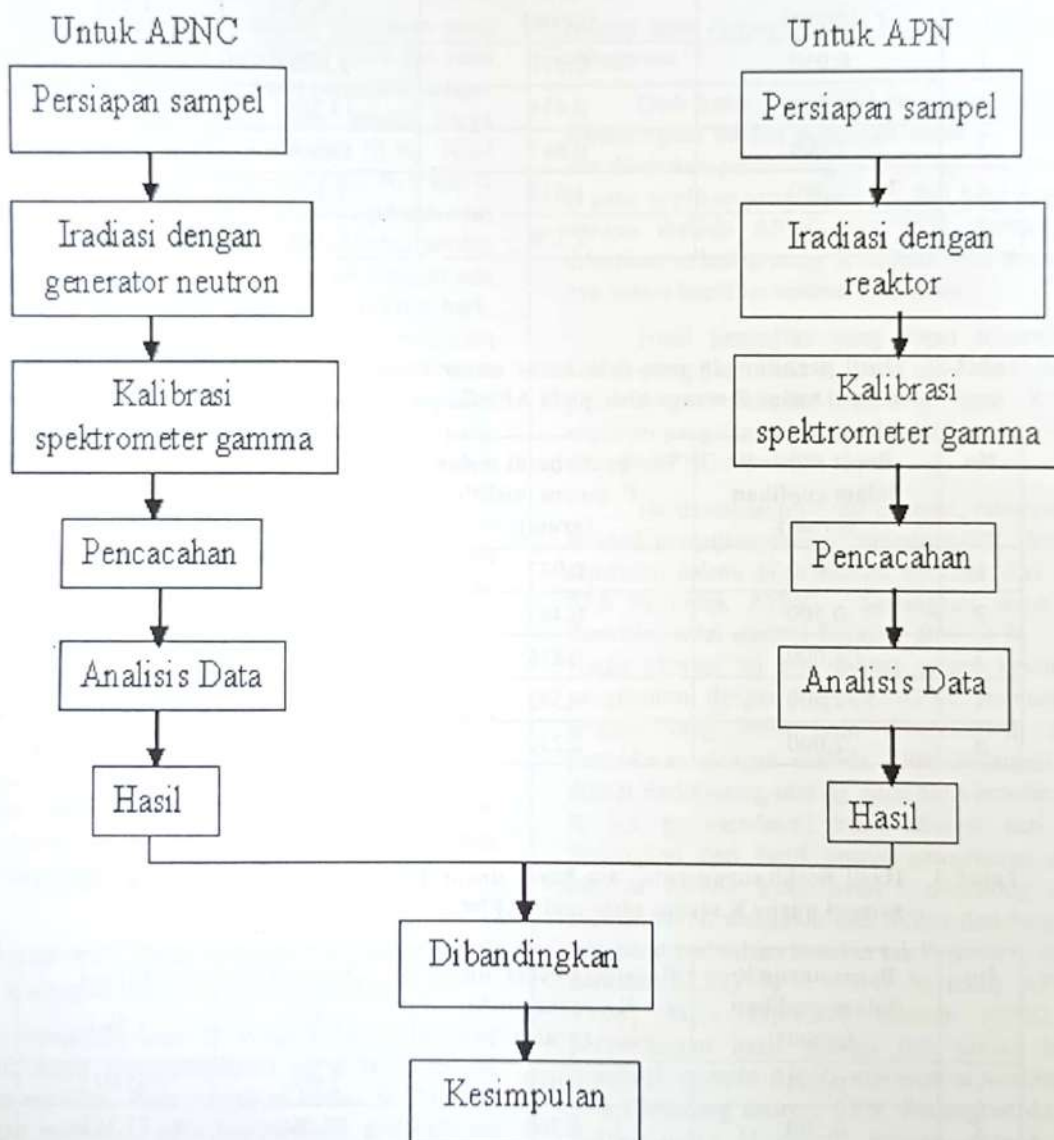 Untuk APNC
Persiapan sampel
Iradiasi dengan
generator neutron
Kalibrasi
spektrometer gamma
Pencacahan
Analisis Data
Hasil
Untuk APN
Persiapan sampel
Iradiasi dengan
reaktor
Kalibrasi
spektrometer gamma
Pencacahan
Analisis Data
Hasil
Dibandingkan
Kesimpulan